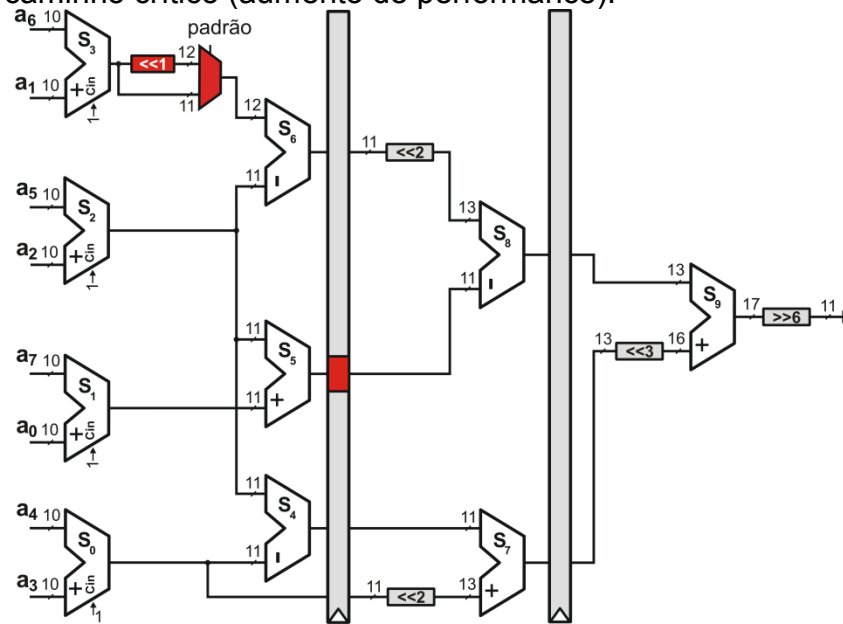 caminho crítico (aumento de performance).
padrão
a6 10
S3
<<1
12
a1 10
+
Cin
1
11
12
S6
11
-
11
<<2
a5 10
S2
a2 10
+
Cin
1
13
S8
11
-
13
S9
17
>>6
11
13
<<3
16
+
11
S5
11
+
a7 10
S1
a0 10
+
Cin
1
11
S4
11
-
11
S7
a4 10
S0
a3 10
+
Cin
1
11
<<2
13
+